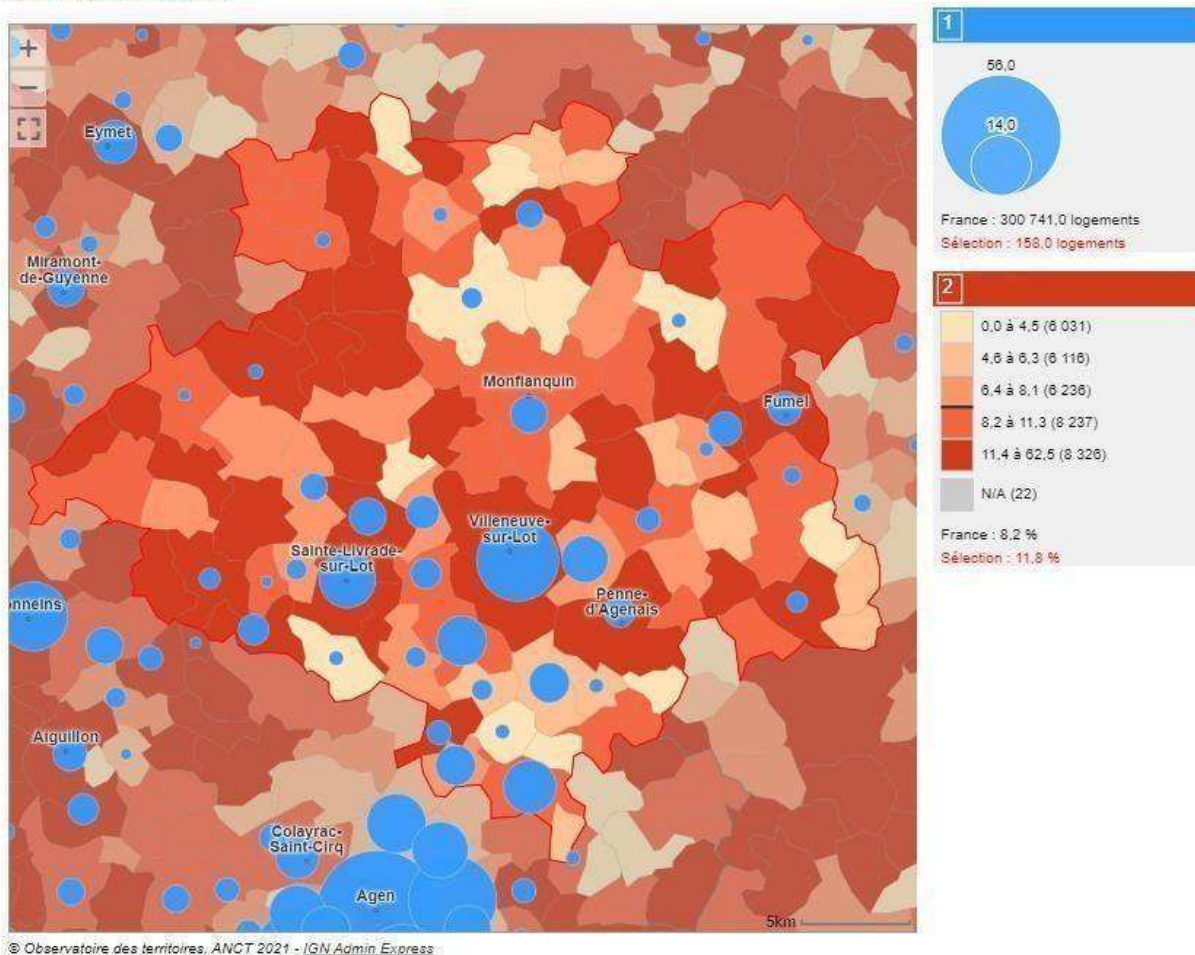 +
−
Eymet
Miramont-
de-Guyenne
Monflanquin
Fumel
Villeneuve-
sur-Lot
Sainte-Livrade-
sur-Lot
Penne-
d'Agenais
onneins
Aiguillon
Colayrac-
Saint-Cirq
Agen
5km
© Observatoire des territoires, ANCT 2021 - IGN Admin Express
1
56,0
14,0
France : 300 741,0 logements
Sélection : 158,0 logements
2
0,0 à 4,5 (6 031)
4,6 à 6,3 (6 116)
6,4 à 8,1 (6 236)
8,2 à 11,3 (8 237)
11,4 à 62,5 (8 326)
N/A (22)
France : 8,2 %
Sélection : 11,8 %